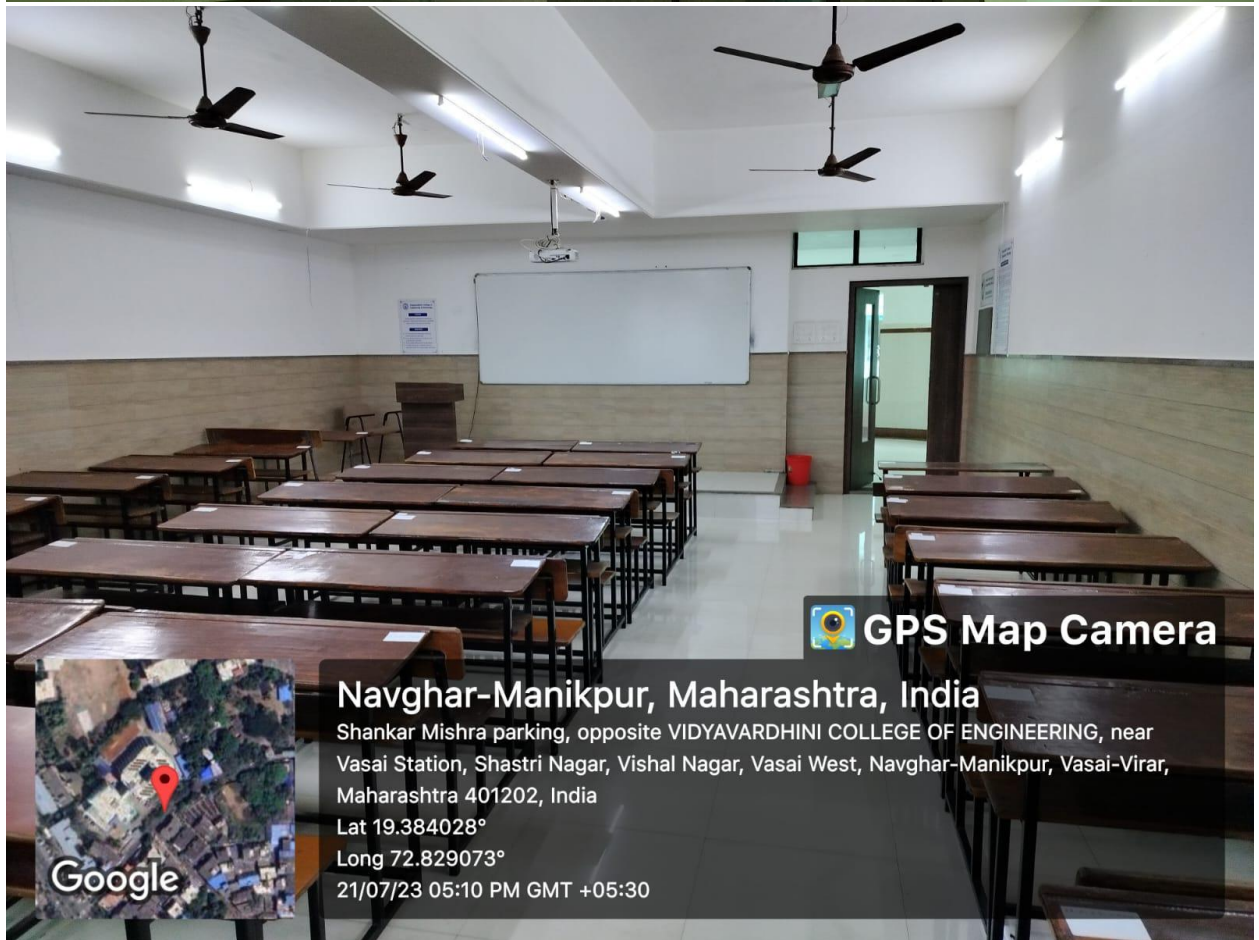 GPS Map Camera
Navghar-Manikpur, Maharashtra, India
Shankar Mishra parking, opposite VIDYAVARDHINI COLLEGE OF ENGINEERING, near
Vasai Station, Shastri Nagar, Vishal Nagar, Vasai West, Navghar-Manikpur, Vasai-Virar,
Maharashtra 401202, India
Lat 19.384028°
Long 72.829073°
21/07/23 05:10 PM GMT +05:30
Google